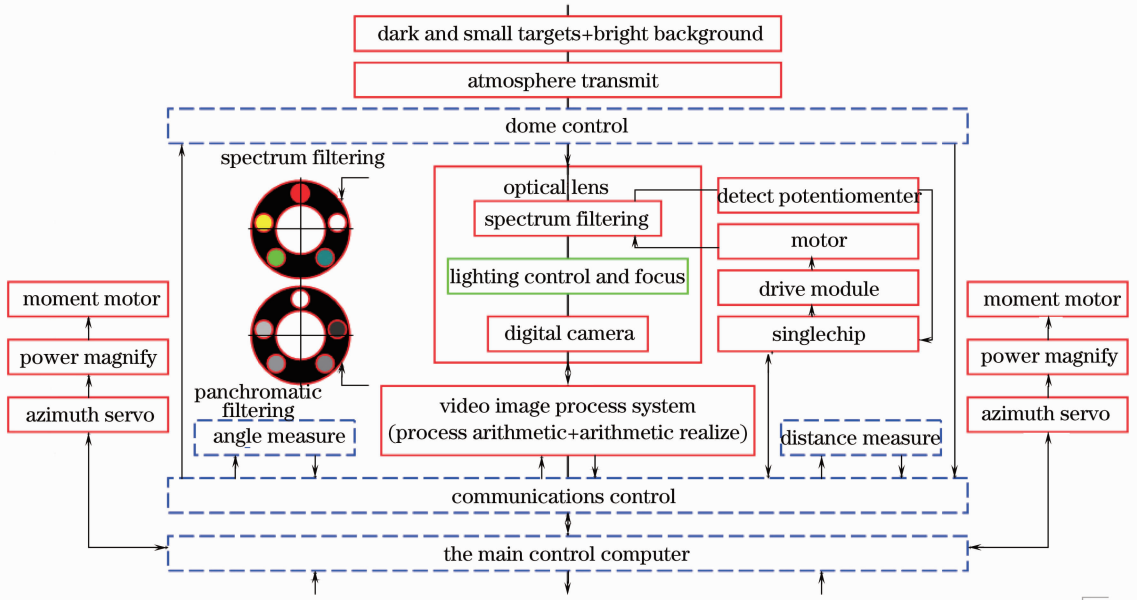 dark and small targets+bright background
atmosphere transmit
dome control
spectrum filtering
optical lens
spectrum filtering
detect potentiomenter
motor
lighting control and focus
drive module
digital camera
singlechip
moment motor
power magnify
azimuth servo
moment motor
power magnify
azimuth servo
panchromatic
filtering
angle measure
video image process system
(process arithmetic+arithmetic realize)
distance measure
communications control
the main control computer